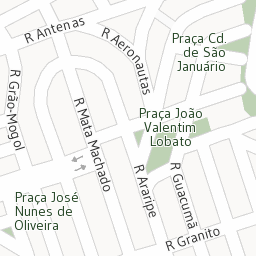 R Antenas
R Aeronautas
Praça Cd.
de São
Januário
R Grão-Mogol
Praça João
Valentim
Lobato
R Mata Machado
R Araripe
R Guacumã
Praça José
Nunes de
Oliveira
R Granito